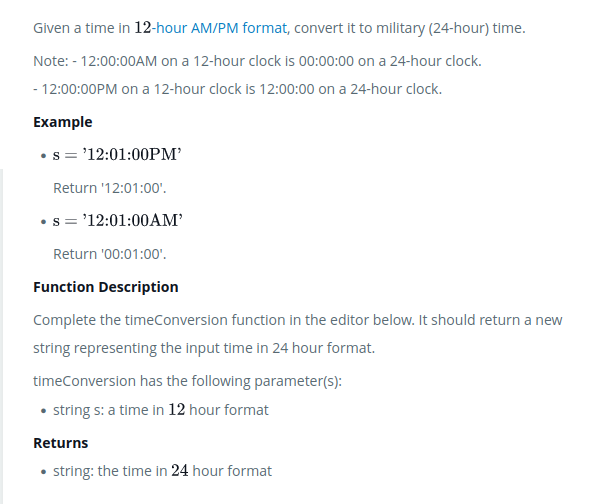 Given a time in 12-hour AM/PM format, convert it to military (24-hour) time.
Note: - 12:00:00AM on a 12-hour clock is 00:00:00 on a 24-hour clock.
- 12:00:00PM on a 12-hour clock is 12:00:00 on a 24-hour clock.
Example
• s = ’12:01:00PM’
Return '12:01:00'.
• s = ’12:01:00AM’
Return '00:01:00'.
Function Description
Complete the timeConversion function in the editor below. It should return a new
string representing the input time in 24 hour format.
timeConversion has the following parameter(s):
• string s: a time in 12 hour format
Returns
• string: the time in 24 hour format